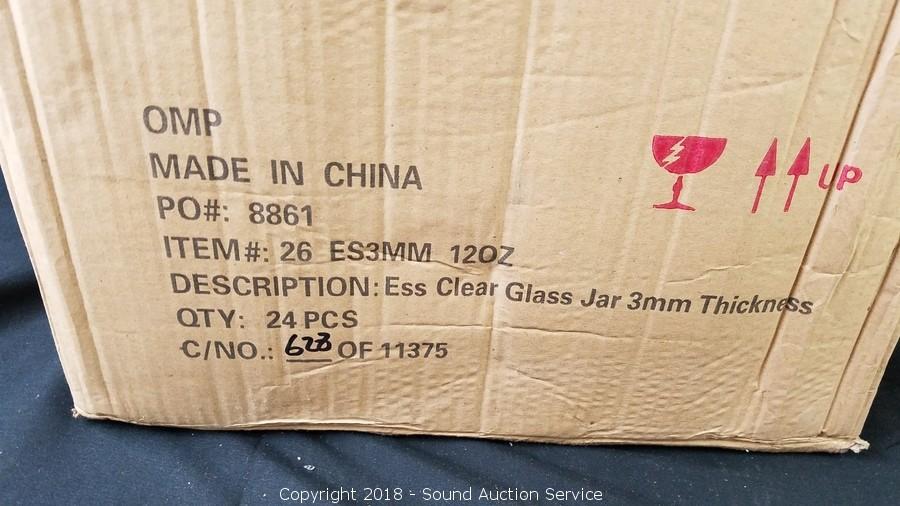 OMP
MADE IN CHINA
PO#: 8861
ITEM#: 26 ES3MM 12OZ
DESCRIPTION: Ess Clear Glass Jar 3mm Thickness
QTY: 24 PCS
C/NO.: 628 OF 11375
UP
Copyright 2018 - Sound Auction Service